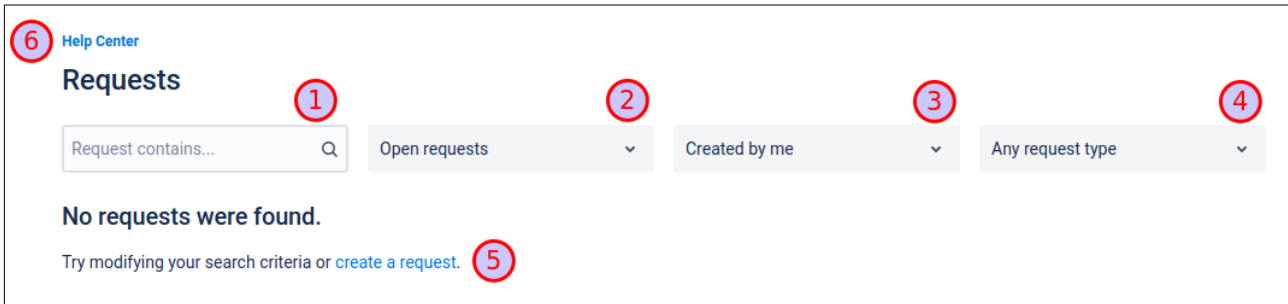 6 Help Center
Requests
1 2 3 4
Request contains... Open requests Created by me Any request type
No requests were found.
Try modifying your search criteria or create a request. 5